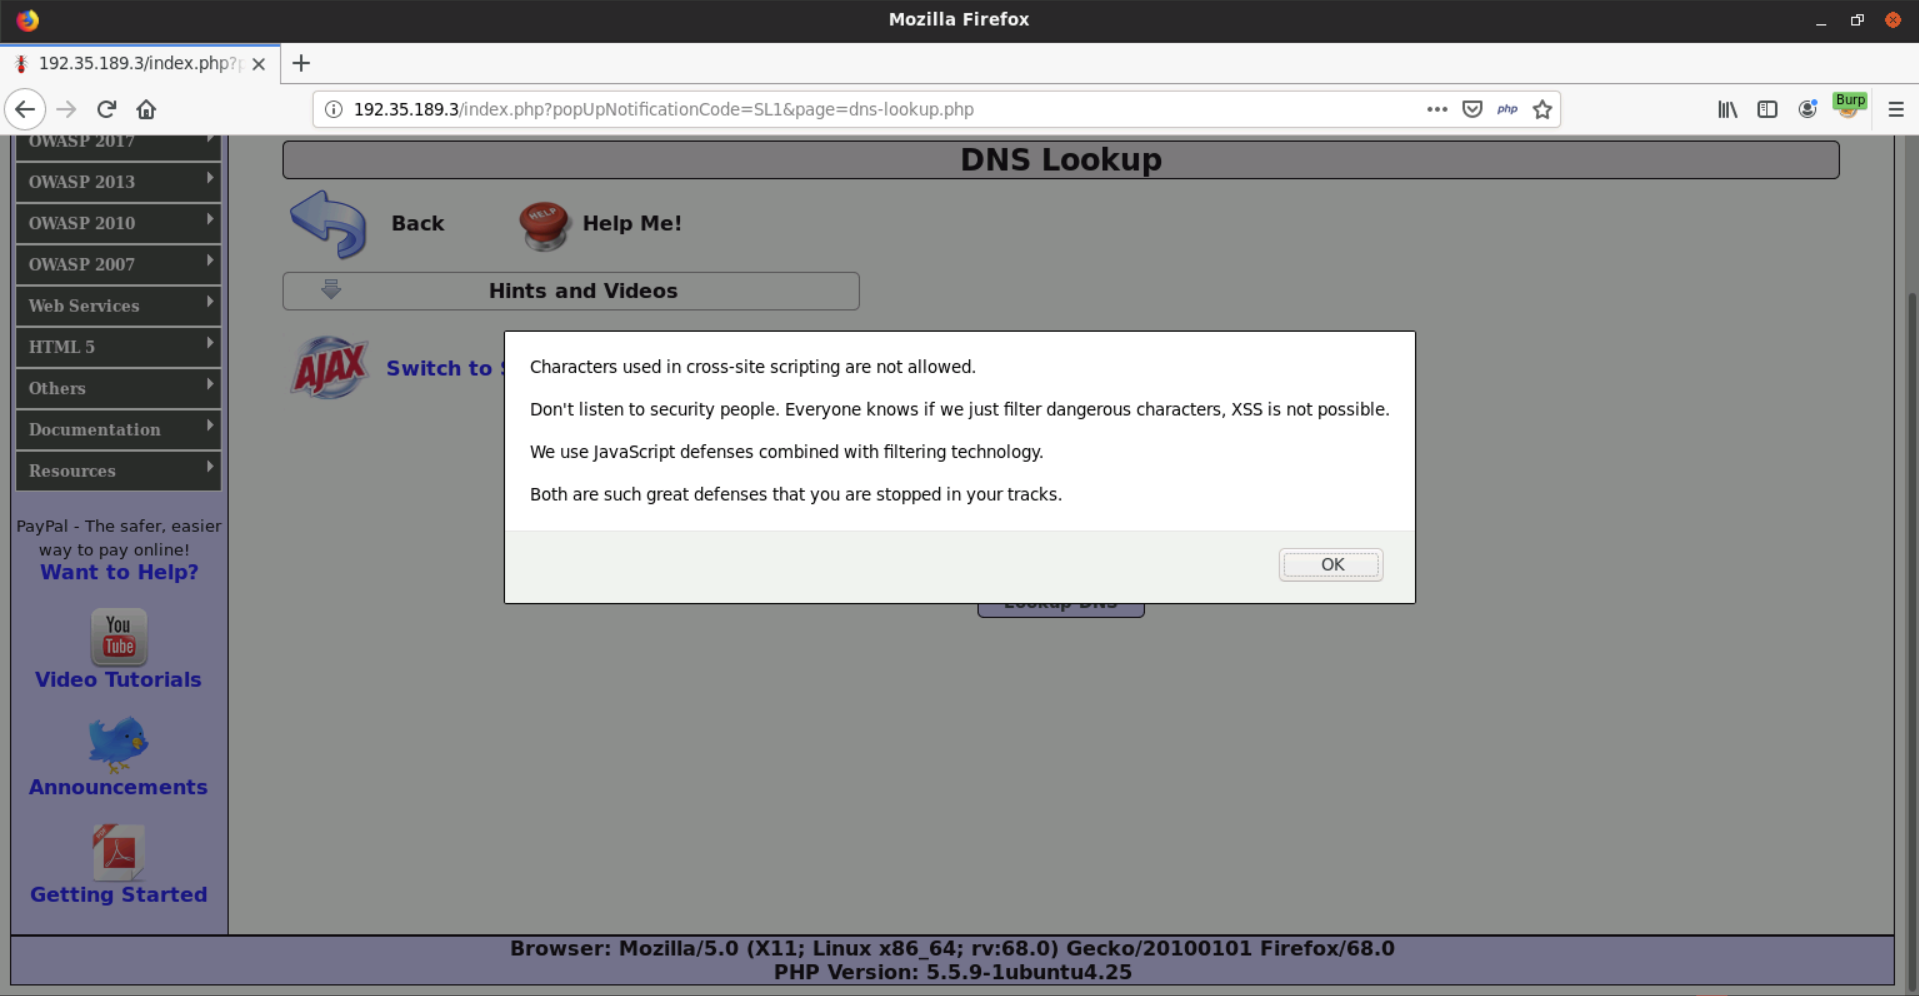 Mozilla Firefox
192.35.189.3/index.php?p
192.35.189.3/index.php?popUpNotificationCode=SL1&page=dns-lookup.php
php
Burp
OWASP 2017
OWASP 2013
OWASP 2010
OWASP 2007
Web Services
HTML 5
Others
Documentation
Resources
PayPal - The safer, easier
way to pay online!
Want to Help?
You
Tube
Video Tutorials
Announcements
PDF
Getting Started
DNS Lookup
Back
HELP
Help Me!
Hints and Videos
AJAX
Switch to
Characters used in cross-site scripting are not allowed.
Don't listen to security people. Everyone knows if we just filter dangerous characters, XSS is not possible.
We use JavaScript defenses combined with filtering technology.
Both are such great defenses that you are stopped in your tracks.
OK
Lookup DNS
Browser: Mozilla/5.0 (X11; Linux x86_64; rv:68.0) Gecko/20100101 Firefox/68.0
PHP Version: 5.5.9-1ubuntu4.25